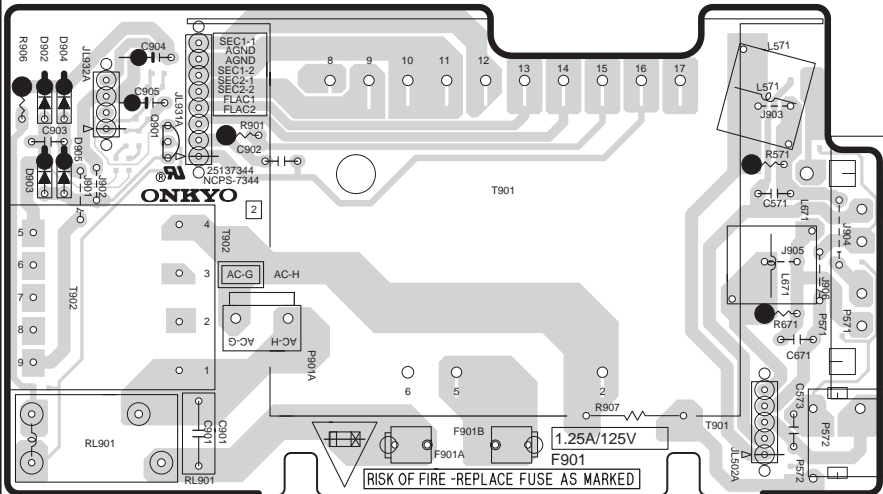 R906
D902
D904
JL932A
C904
C905
Q901
JL931A
SEC1-1
AGND
AGND
SEC1-2
SEC2-1
SEC2-2
FLAC1
FLAC2
8
9
10
11
12
13
14
15
16
17
L571
L571
J903
R901
C902
C903
D905
D903
J901
J902
25137344
NCPS-7344
®
ONKYO
2
T901
R571
C571
L671
J904
J905
L671
J906
P571
P571
R671
C671
5
6
7
8
9
T902
T902
4
3
2
1
AC-G
AC-H
AC-G
AC-H
P901A
6
5
2
R907
T901
C573
P572
P572
JL502A
RL901
C901
C901
RL901
F901A
F901B
1.25A/125V
F901
RISK OF FIRE -REPLACE FUSE AS MARKED